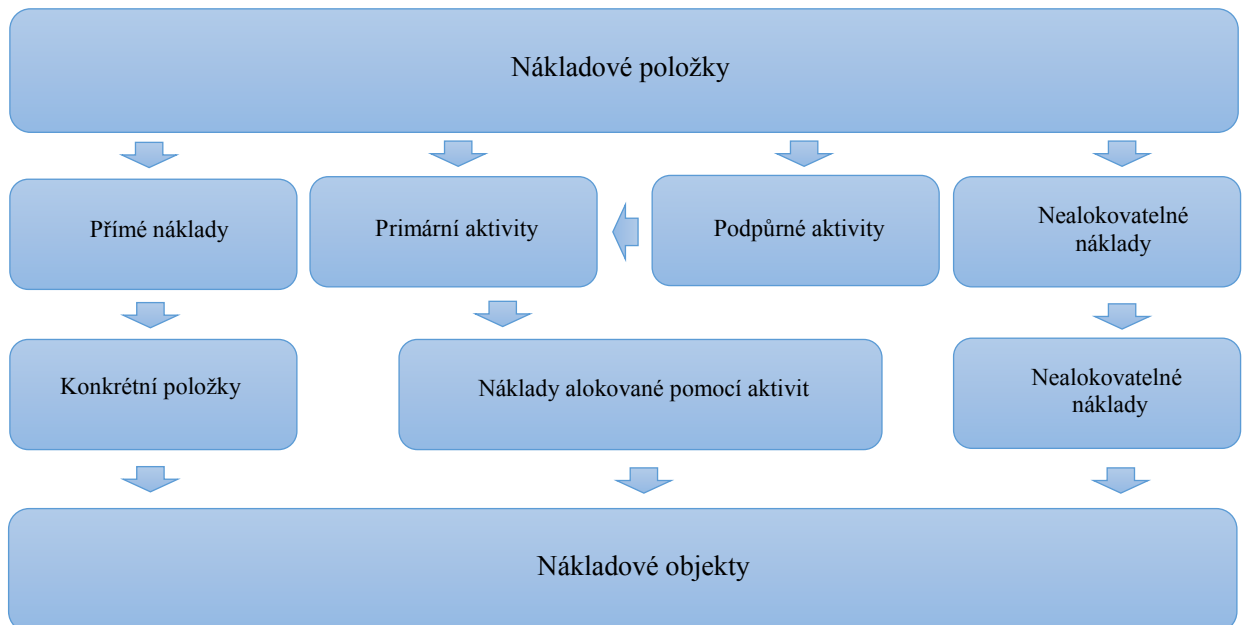 Nákladové položky
Přímé náklady
Primární aktivity
Podpůrné aktivity
Nealokovatelné
náklady
Konkrétní položky
Náklady alokované pomocí aktivit
Nealokovatelné
náklady
Nákladové objekty